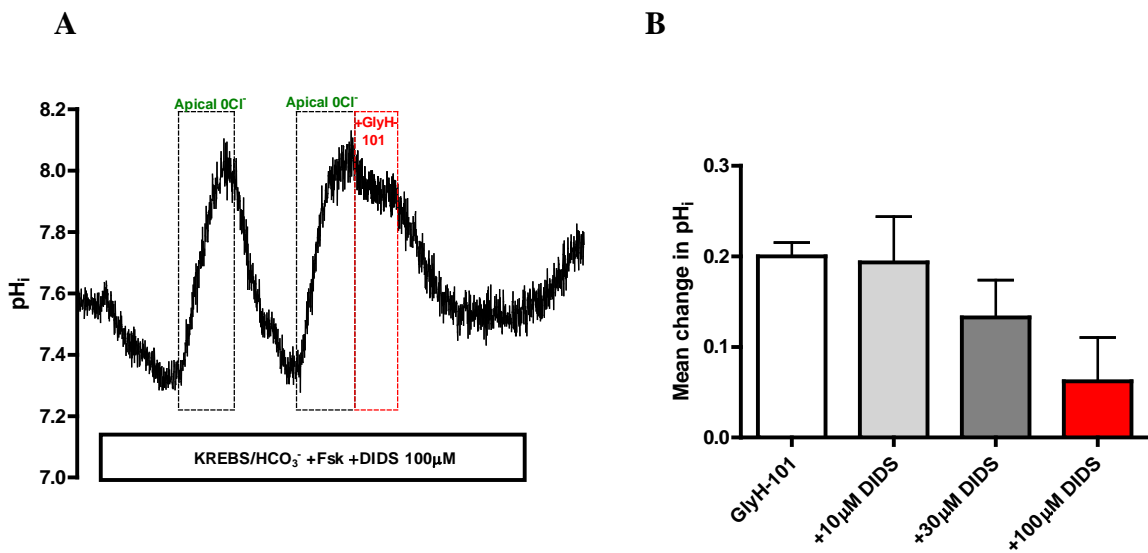 A
B
Apical 0Cl⁻
Apical 0Cl⁻
+GlyH-
101
8.2
8.0
7.8
7.6
7.4
7.2
7.0
pHᵢ
KREBS/HCO₃⁻ +Fsk +DIDS 100µM
0.3
0.2
0.1
0.0
Mean change in pHᵢ
GlyH-101
+10µM DIDS
+30µM DIDS
+100µM DIDS